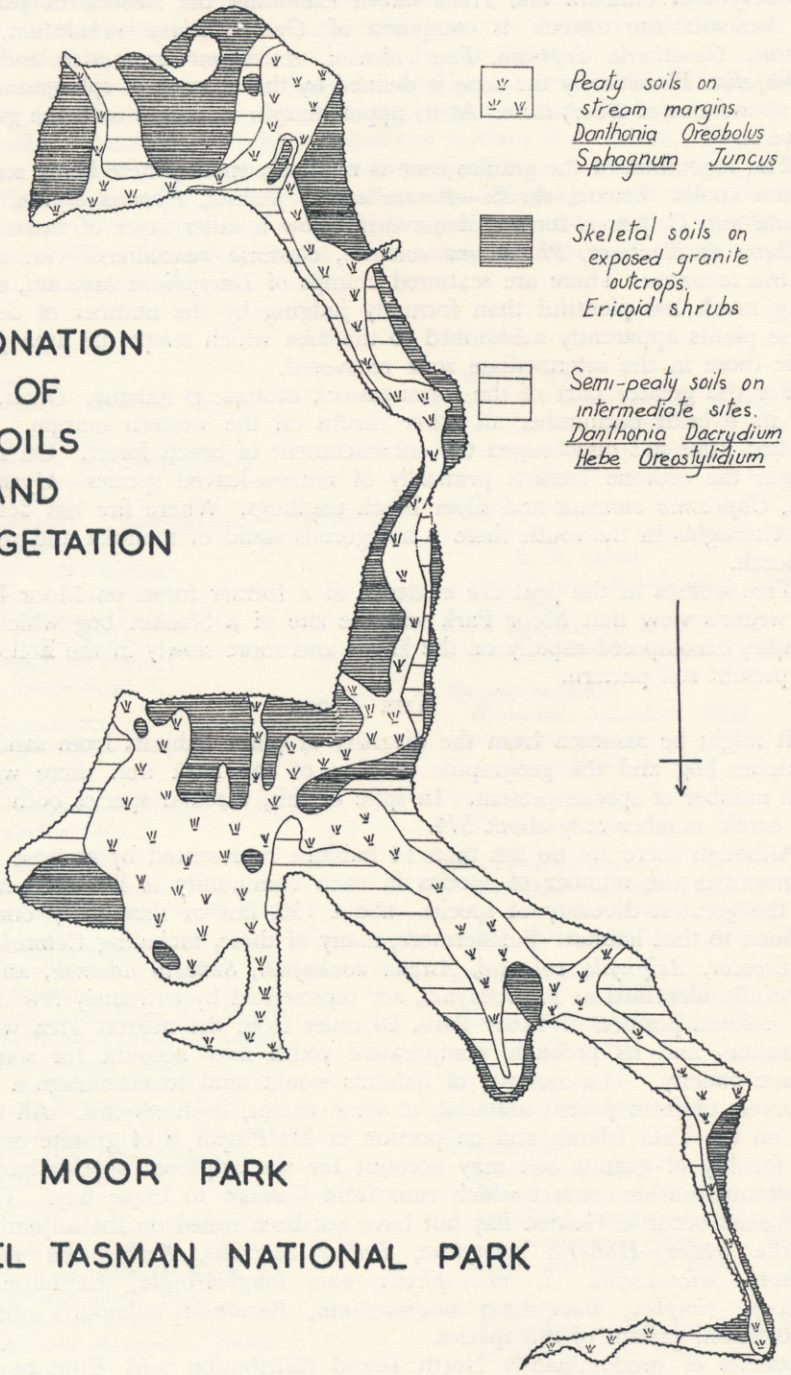 Peaty soils on
stream margins.
Danthonia Oreobolus
Sphagnum Juncus
Skeletal soils on
exposed granite
outcrops.
Ericoid shrubs
Semi-peaty soils on
intermediate sites.
Danthonia Dacrydium
Hebe Oreostylidium
ONATION
OF
OILS
AND
GETATION
MOOR PARK
EL TASMAN NATIONAL PARK